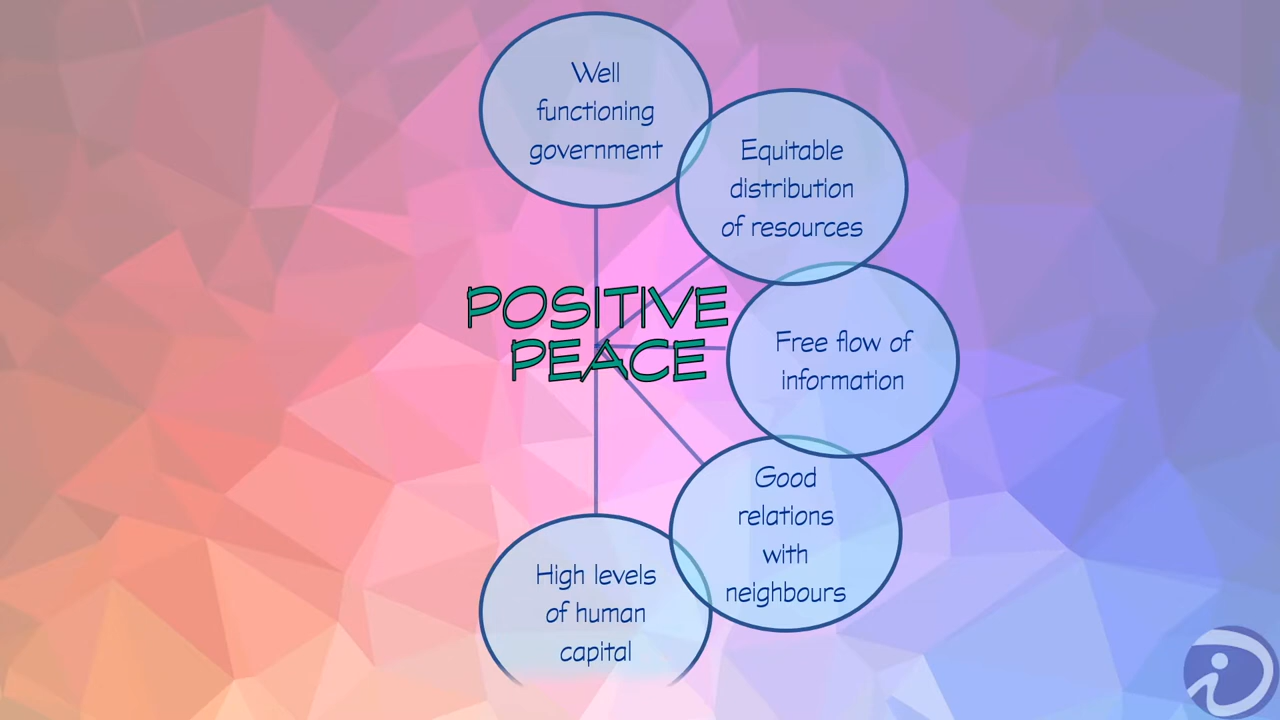 Well
functioning
government
Equitable
distribution
of resources
POSITIVE
PEACE
Free flow of
information
Good
relations
with
neighbours
High levels
of human
capital